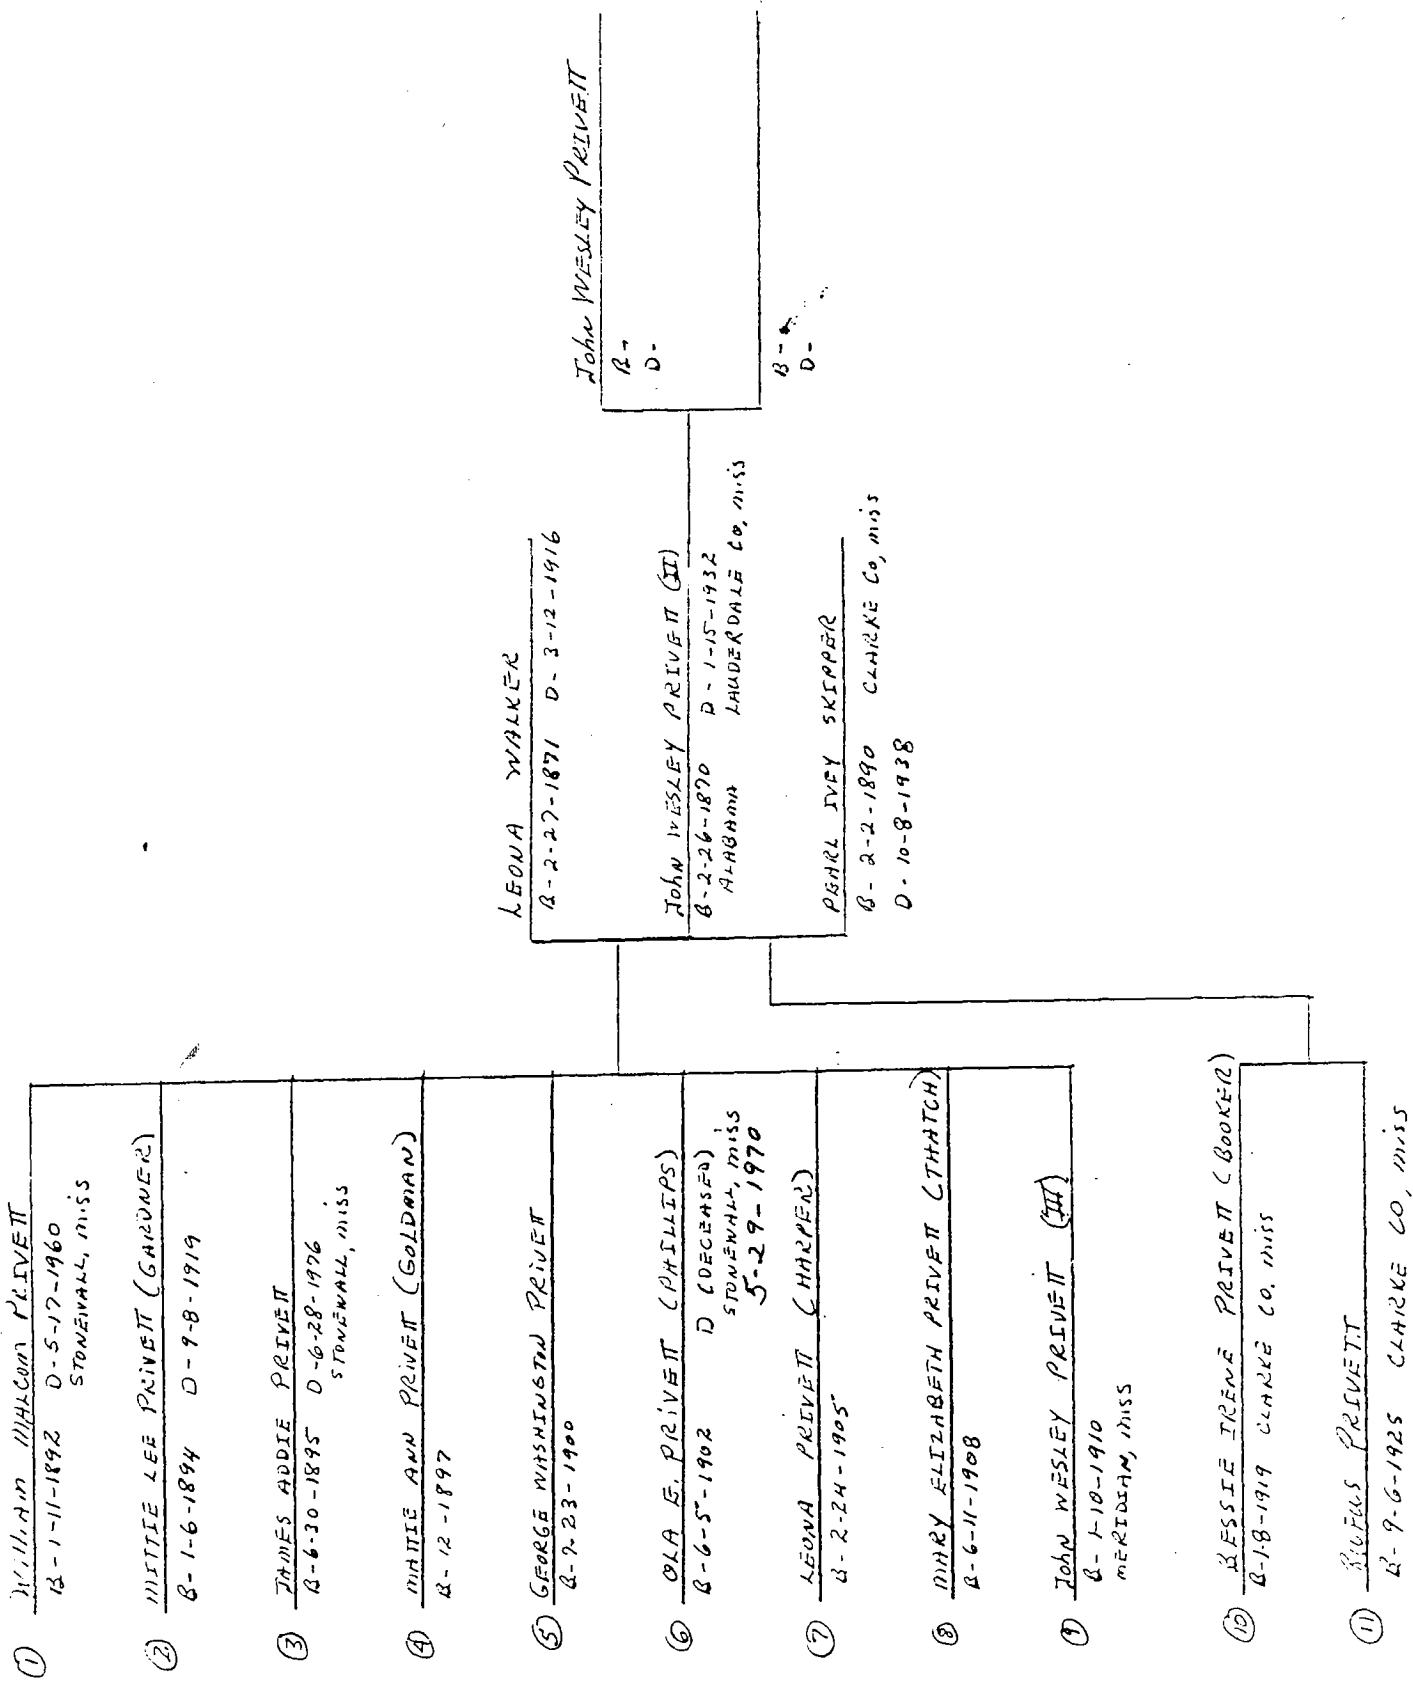 ① William MALCOM PRIVETT
B-1-11-1892 D-5-17-1960
STONEWALL, miss
② MITTIE LEE PRIVETT (GARDNER)
B-1-6-1894 D-9-8-1919
③ JAMES ADDIE PRIVETT
B-6-30-1895 D-6-28-1976
STONEWALL, miss
④ MATTIE ANN PRIVETT (GOLDMAN)
B-12-1897
⑤ GEORGE WASHINGTON PRIVETT
B-7-23-1900
⑥ OLA E. PRIVETT (PHILLIPS)
B-6-5-1902 D (DECEASED)
STONEWALL, miss
5-29-1970
⑦ LEONA PRIVETT (HARPER)
B-2-24-1905
⑧ MARY ELIZABETH PRIVETT (THATCH)
B-6-11-1908
⑨ John WESLEY PRIVETT (III)
B-1-10-1910
MERIDIAN, miss
⑩ BESSIE IRENE PRIVETT (BOOKER)
B-1-8-1919 CLARKE CO. miss
⑪ RUFUS PRIVETT
B-9-6-1925 CLARKE CO, miss
LEONA WALKER
B-2-27-1871 D-3-12-1916
John WESLEY PRIVETT (II)
B-2-26-1870 D-1-15-1932
ALABAMA LAUDERDALE CO, miss
PEARL IVEY SKIPPER
B-2-2-1890 CLARKE CO, miss
D-10-8-1938
John WESLEY PRIVETT
B-
D-
B-
D-